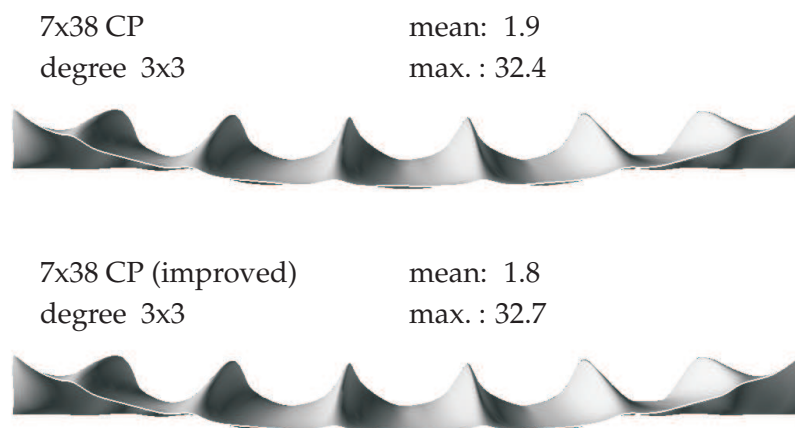 7x38 CP mean: 1.9
degree 3x3 max. : 32.4
7x38 CP (improved) mean: 1.8
degree 3x3 max. : 32.7